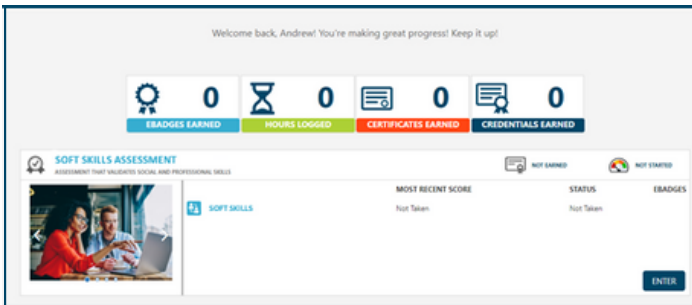 Welcome back, Andrew! You're making great progress! Keep it up!
0 0 0 0
EBADGES EARNED HOURS LOGGED CERTIFICATES EARNED CREDENTIALS EARNED
SOFT SKILLS ASSESSMENT
ASSESSMENT THAT VALIDATES SOCIAL AND PROFESSIONAL SKILLS
NOT EARNED NOT STARTED
MOST RECENT SCORE STATUS EBADGES
SOFT SKILLS Not Taken Not Taken
ENTER